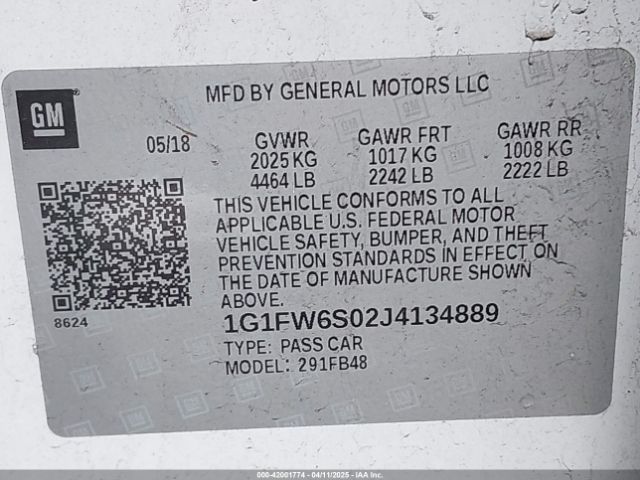 MFD BY GENERAL MOTORS LLC
GM
05/18
GVWR GAWR FRT GAWR RR
2025 KG 1017 KG 1008 KG
4464 LB 2242 LB 2222 LB
THIS VEHICLE CONFORMS TO ALL
APPLICABLE U.S. FEDERAL MOTOR
VEHICLE SAFETY, BUMPER, AND THEFT
PREVENTION STANDARDS IN EFFECT ON
THE DATE OF MANUFACTURE SHOWN
ABOVE.
8624
1G1FW6S02J4134889
TYPE: PASS CAR
MODEL: 291FB48
000-42001774 - 04/11/2025 - IAAI.COM